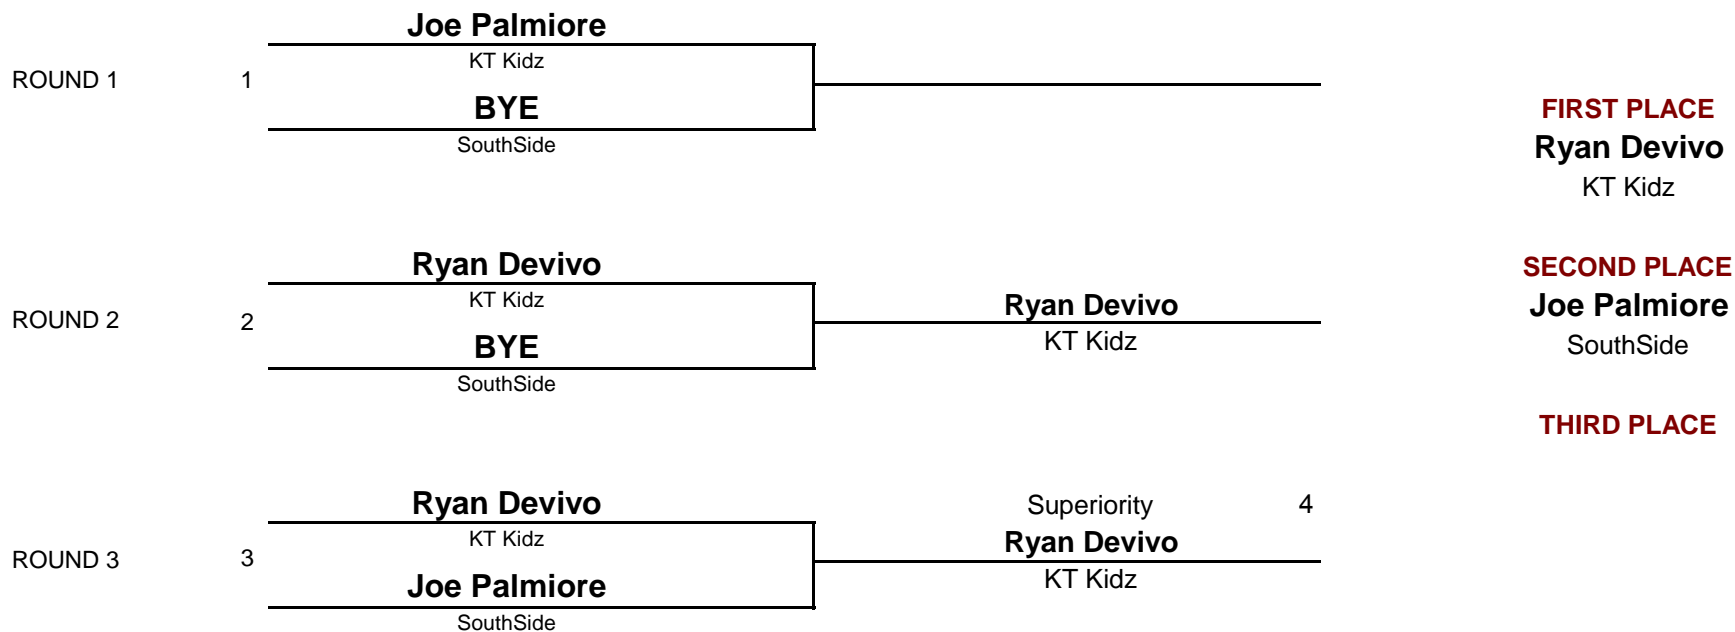 Joe Palmiore
KT Kidz
ROUND 1
1
BYE
SouthSide
FIRST PLACE
Ryan Devivo
KT Kidz
Ryan Devivo
KT Kidz
ROUND 2
2
BYE
SouthSide
Ryan Devivo
KT Kidz
SECOND PLACE
Joe Palmiore
SouthSide
THIRD PLACE
Ryan Devivo
KT Kidz
ROUND 3
3
Joe Palmiore
SouthSide
Superiority 4
Ryan Devivo
KT Kidz